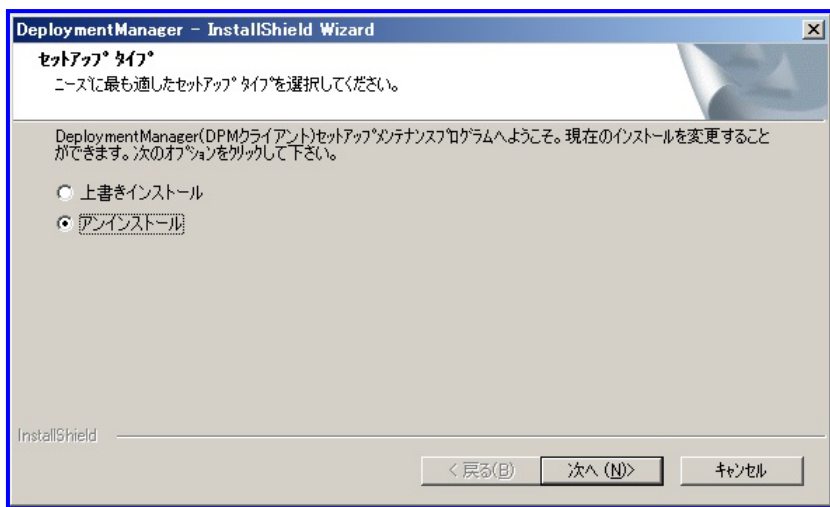 DeploymentManager - InstallShield Wizard
セットアップ タイプ
ニーズに最も適したセットアップ タイプを選択してください。
DeploymentManager(DPMクライアント)セットアップメンテナンスプログラムへようこそ。現在のインストールを変更すること
ができます。次のオプションをクリックして下さい。
上書きインストール
アンインストール
InstallShield
< 戻る(B)
次へ (N)>
キャンセル